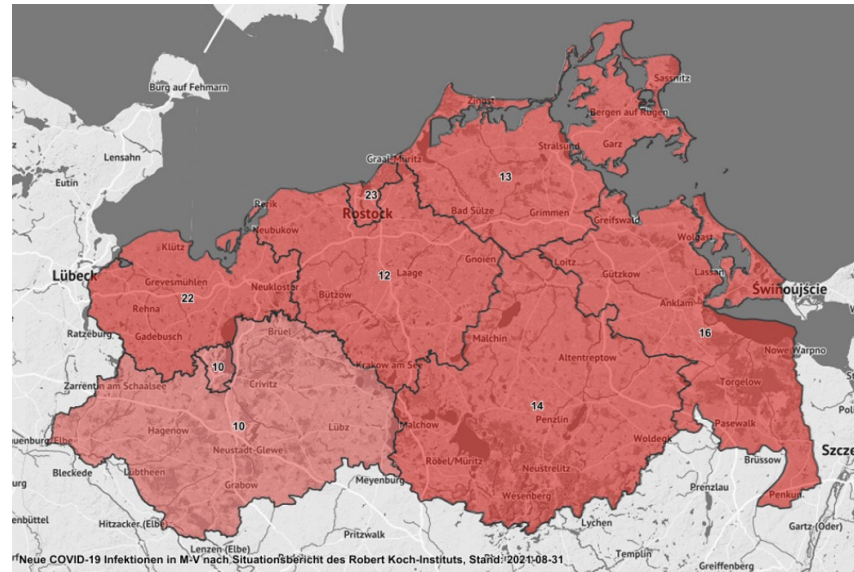 Burg auf Fehmarn
Sassnitz
Zingst
Lensahn
Bergen auf Rügen
Stralsund
Garz
Graal-Müritz
Eutin
13
23
Rerik
Rostock
Bad Sülze
Grimmen
Greifswald
Neubukow
Wolgast
Klütz
Gnoien
Loitz
Lübeck
Laage
12
Gützkow
Lassan
Grevesmühlen
Neukloster
Świnoujście
22
Bützow
Rehna
Anklam
Ratzeburg
Gadebusch
Brüel
Malchin
16
Nowe Warpno
Altentreptow
Krakow am See
10
Zarrentin am Schaalsee
Crivitz
Torgelow
14
Hagenow
10
Lübz
Malchow
Penzlin
Pasewalk
Woldegk
Neustadt-Glewe
Szcze
Röbel/Müritz
Brüssow
Bleckede
Lübtheen
Neustrelitz
Meyenburg
Grabow
Prenzlau
Wesenberg
Penkun
Hitzacker (Elbe)
Lychen
Gartz (Oder)
Pritzwalk
Lenzen (Elbe)
Templin
Greiffenberg
Neue COVID-19 Infektionen in M-V nach Situationsbericht des Robert Koch-Instituts, Stand: 2021-08-31